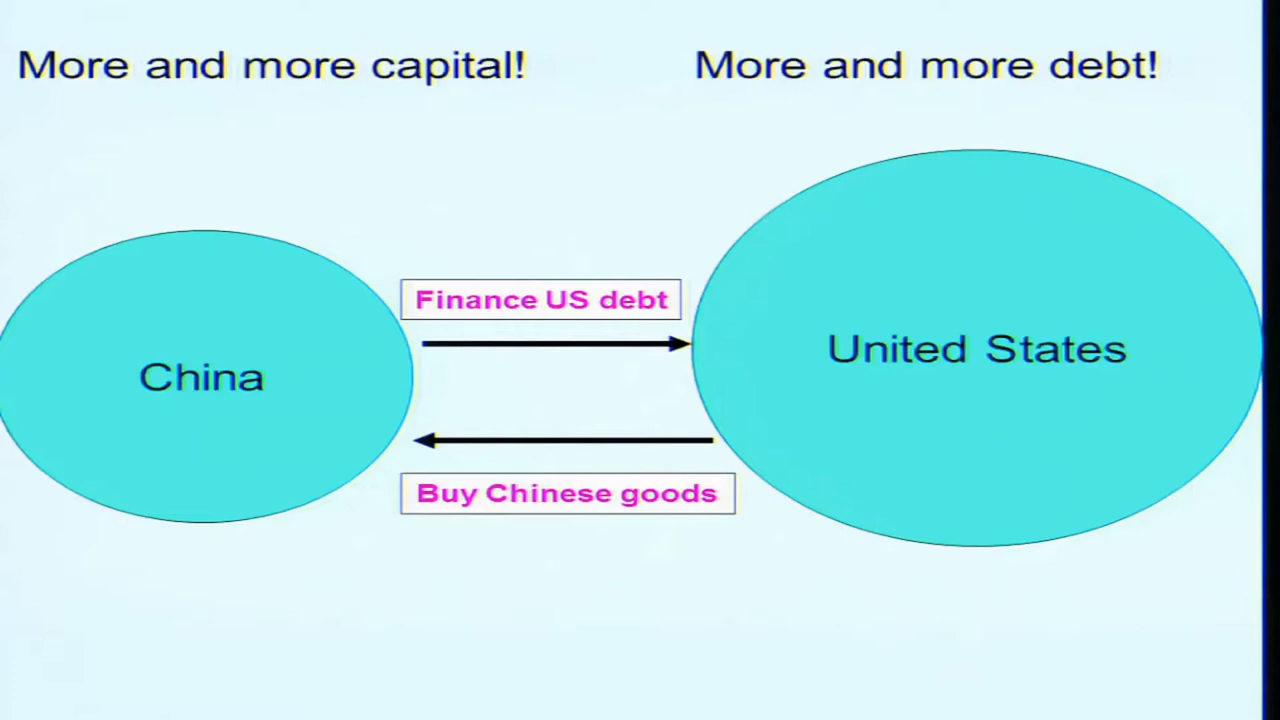 More and more capital!
More and more debt!
Finance US debt
China
United States
Buy Chinese goods